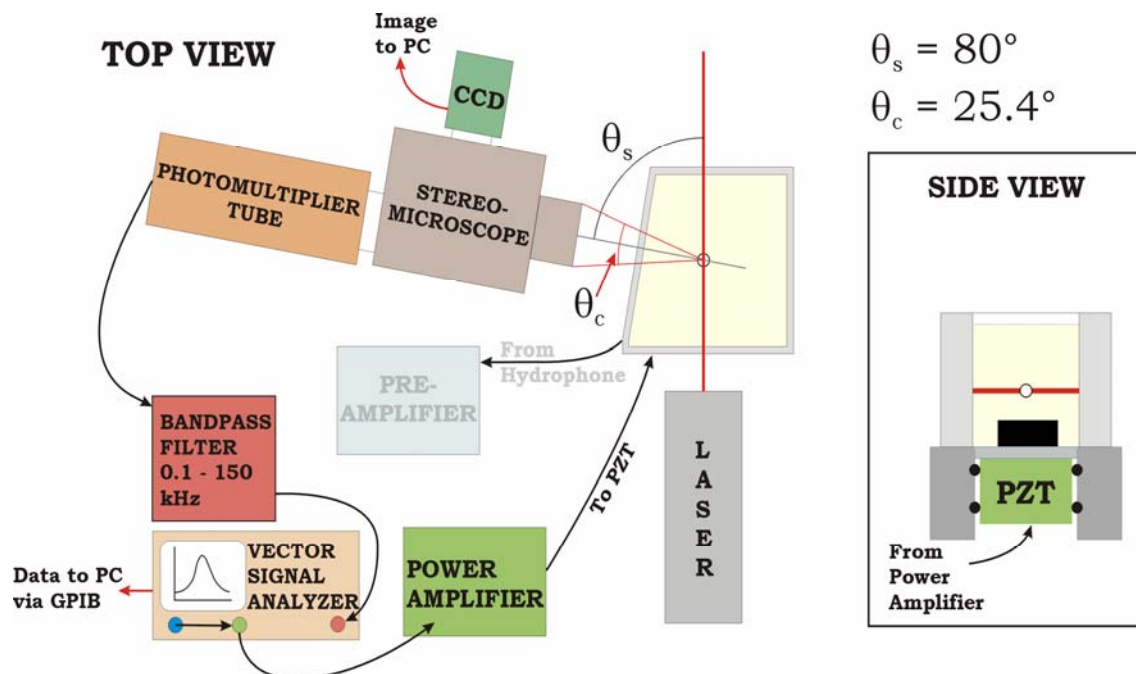 TOP VIEW
Image
to PC
CCD
θs = 80°
θc = 25.4°
θs
PHOTOMULTIPLIER
TUBE
STEREO-
MICROSCOPE
θc
SIDE VIEW
From
Hydrophone
PRE-
AMPLIFIER
BANDPASS
FILTER
0.1 - 150
kHz
To PZT
LASER
PZT
From
Power
Amplifier
Data to PC
via GPIB
VECTOR
SIGNAL
ANALYZER
POWER
AMPLIFIER